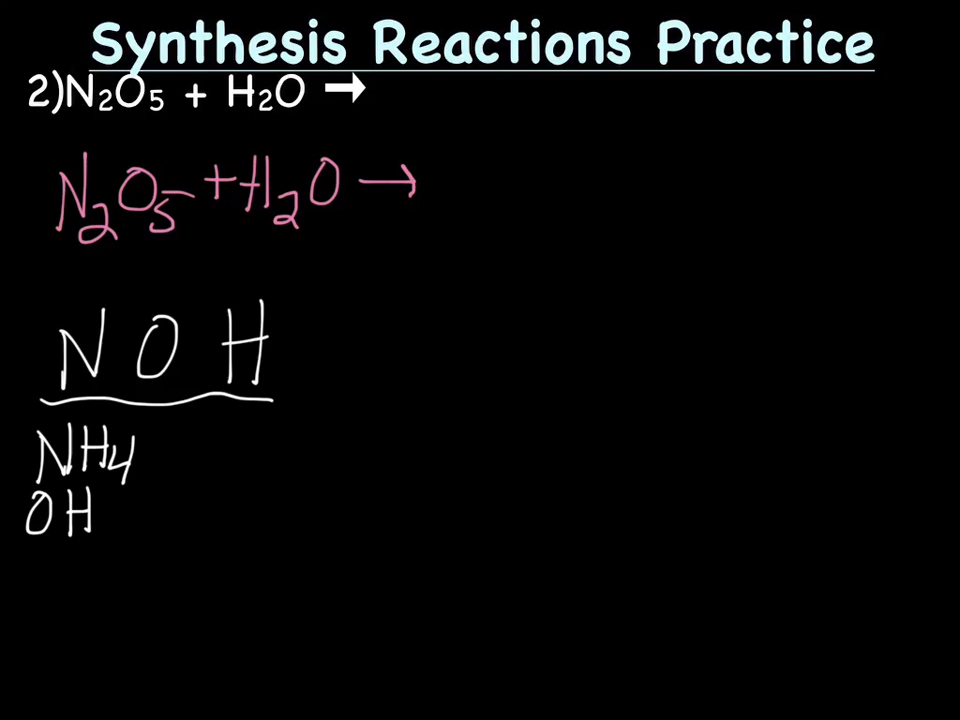 Synthesis Reactions Practice
2)N₂O₅ + H₂O →
N₂O₅ + H₂O →
N O H
NH4
OH